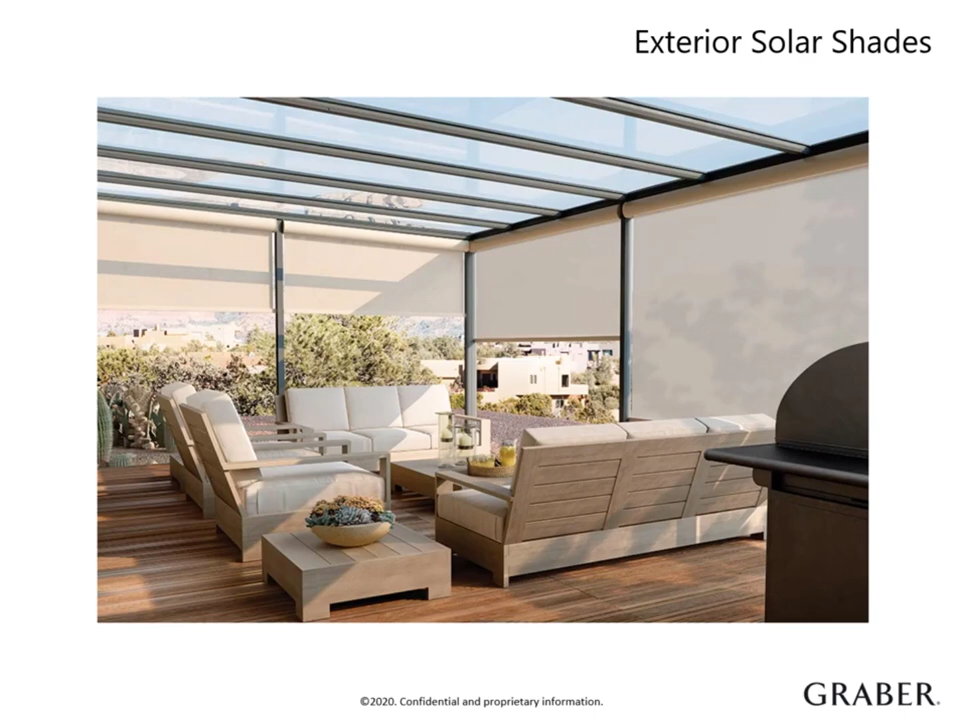 Exterior Solar Shades
©2020. Confidential and proprietary information.
GRABER.